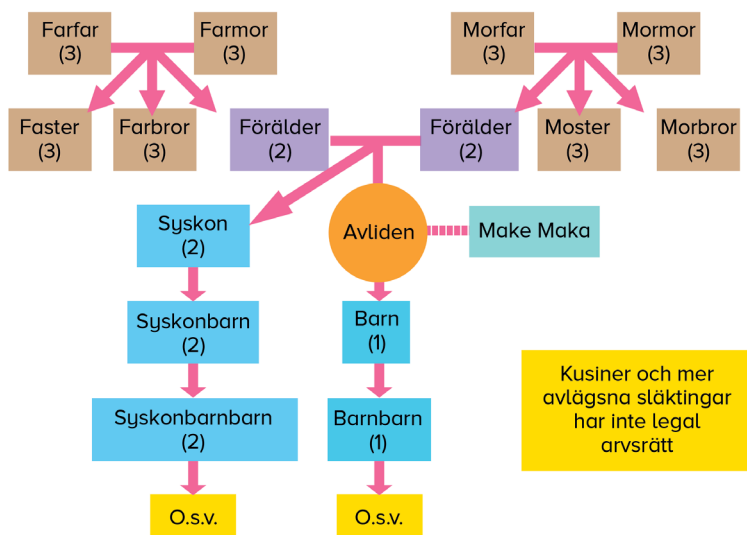 Farfar
(3)
Farmor
(3)
Morfar
(3)
Mormor
(3)
Faster
(3)
Farbror
(3)
Förälder
(2)
Förälder
(2)
Moster
(3)
Morbror
(3)
Syskon
(2)
Avliden
Make Maka
Syskonbarn
(2)
Barn
(1)
Kusiner och mer
avlägsna släktingar
har inte legal
arvsrätt
Syskonbarnbarn
(2)
Barnbarn
(1)
O.s.v.
O.s.v.